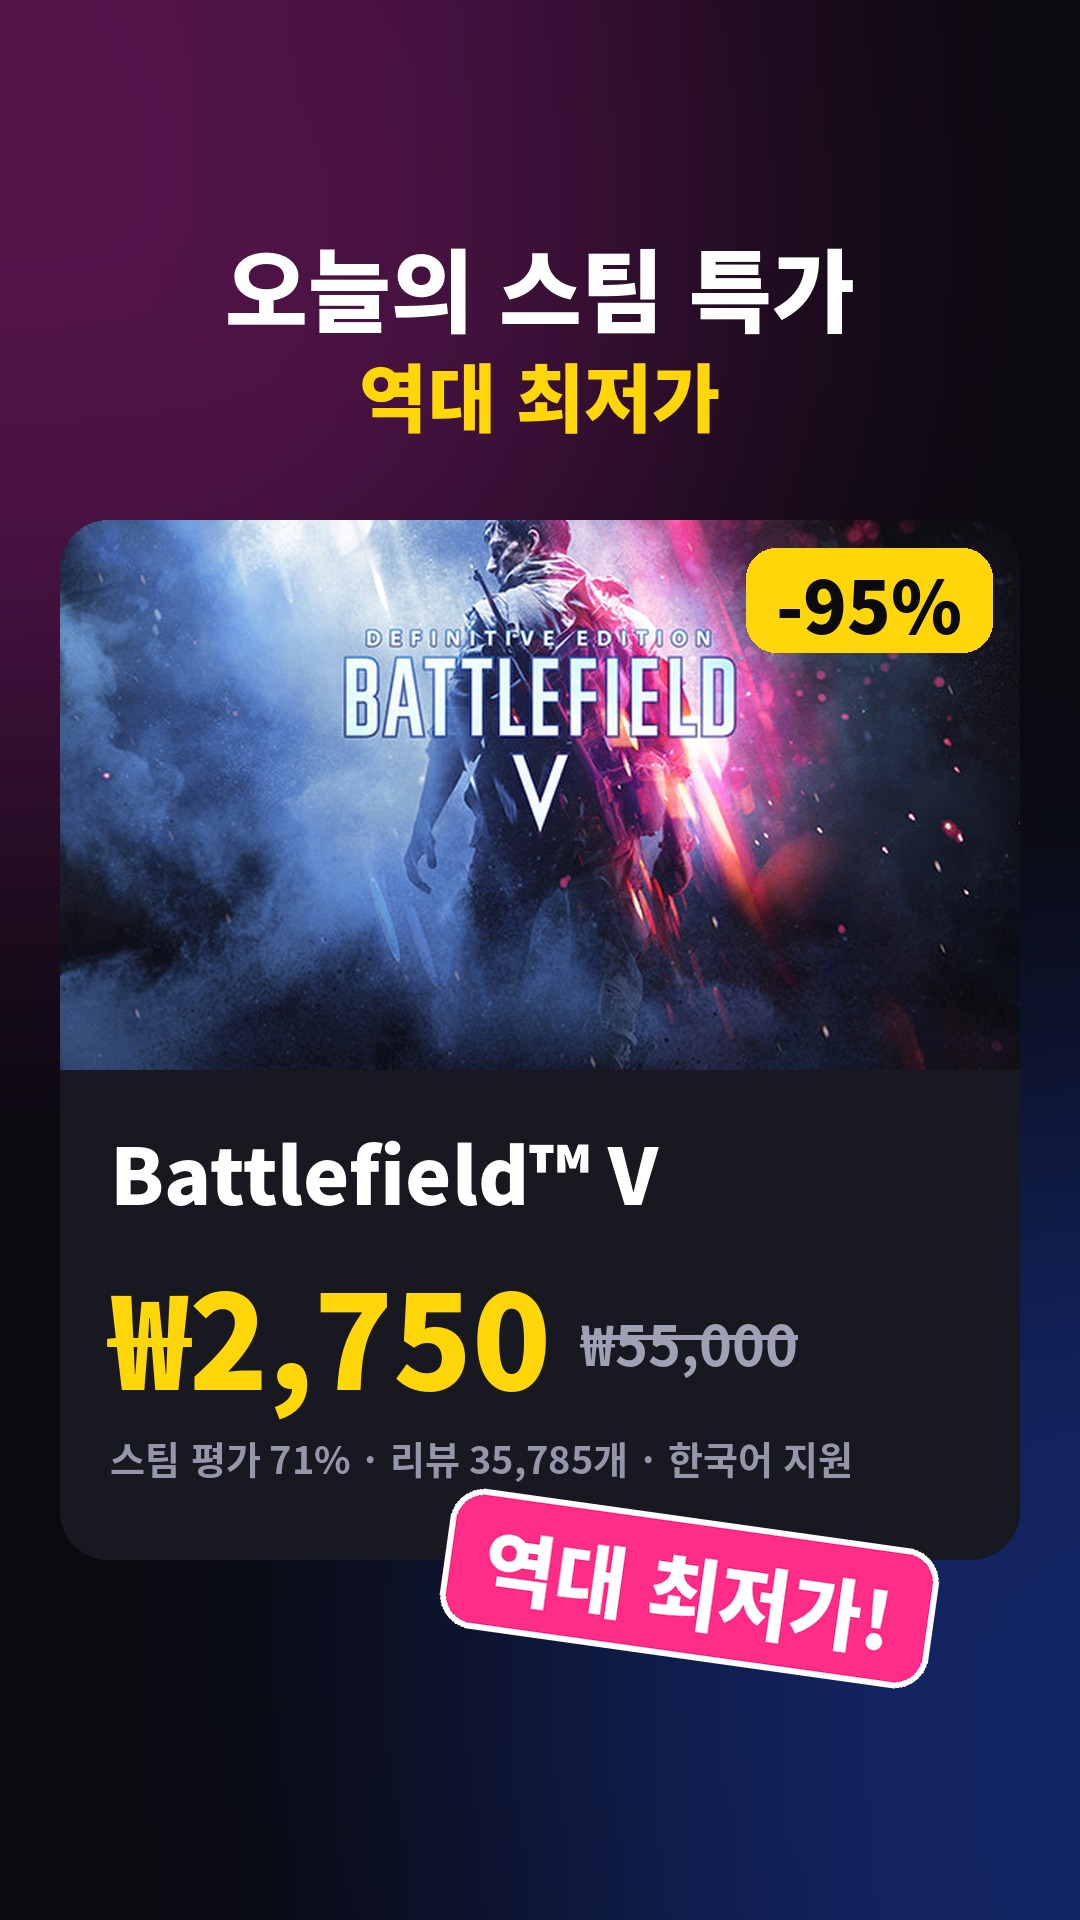 오늘의 스팀 특가
역대 최저가
-95%
DEFINITIVE EDITION
BATTLEFIELD
V
Battlefield™ V
₩2,750 ₩55,000
스팀 평가 71% · 리뷰 35,785개 · 한국어 지원
역대 최저가!